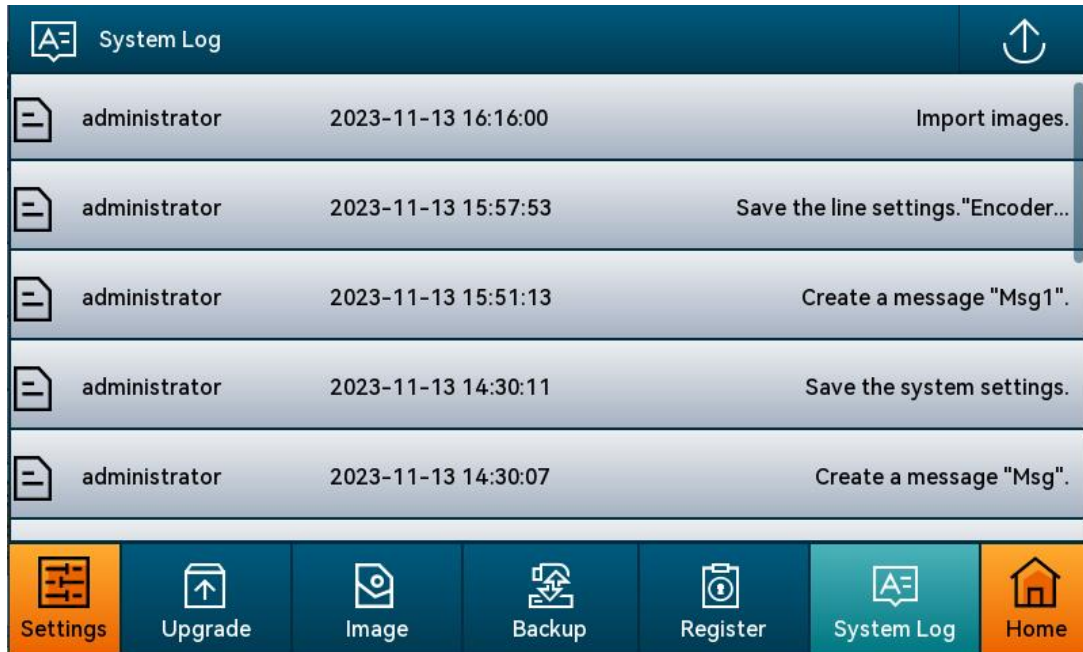 System Log
administrator 2023-11-13 16:16:00 Import images.
administrator 2023-11-13 15:57:53 Save the line settings."Encoder...
administrator 2023-11-13 15:51:13 Create a message "Msg1".
administrator 2023-11-13 14:30:11 Save the system settings.
administrator 2023-11-13 14:30:07 Create a message "Msg".
Settings Upgrade Image Backup Register System Log Home